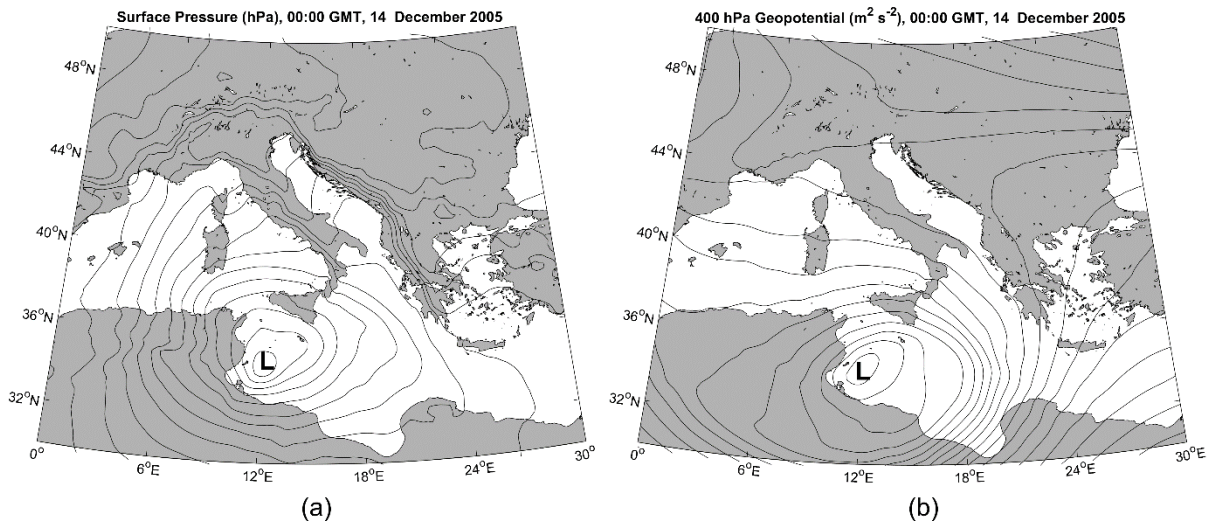 Surface Pressure (hPa), 00:00 GMT, 14 December 2005
48°N
44°N
40°N
36°N
32°N
0°
6°E
12°E
18°E
24°E
30°
L
(a)
400 hPa Geopotential (m² s⁻²), 00:00 GMT, 14 December 2005
48°N
44°N
40°N
36°N
32°N
0°
6°E
12°E
18°E
24°E
30°E
L
(b)